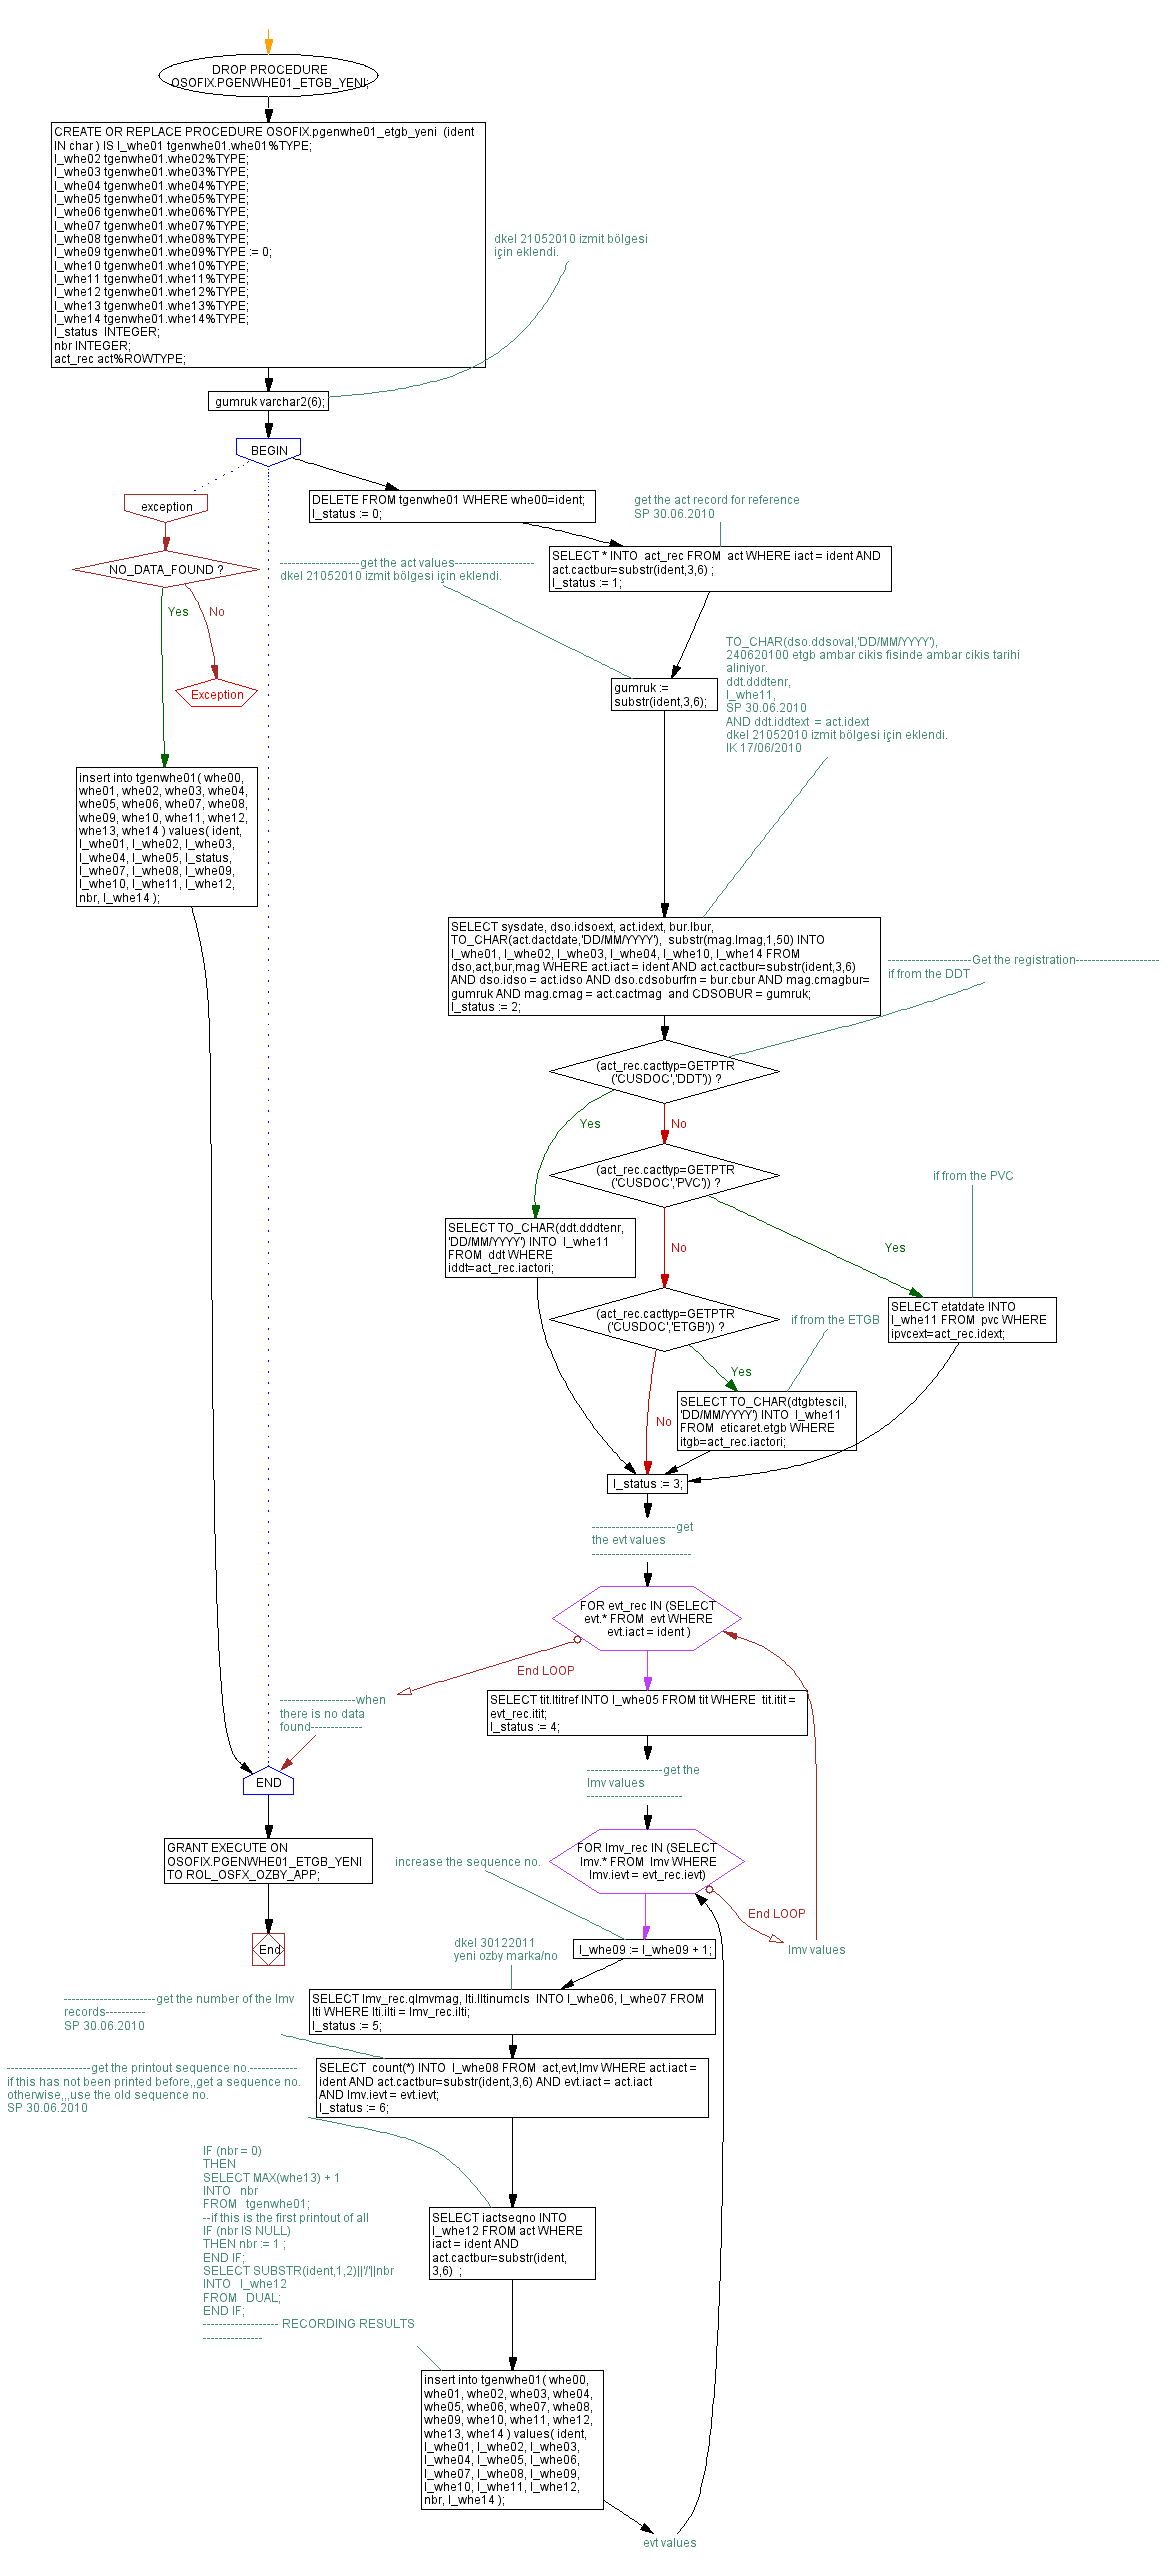 DROP PROCEDURE
OSOFIX.PGENWHE01_ETGB_YENI;
CREATE OR REPLACE PROCEDURE OSOFIX.pgenwhe01_etgb_yeni (ident
IN char ) IS l_whe01 tgenwhe01.whe01%TYPE;
l_whe02 tgenwhe01.whe02%TYPE;
l_whe03 tgenwhe01.whe03%TYPE;
l_whe04 tgenwhe01.whe04%TYPE;
l_whe05 tgenwhe01.whe05%TYPE;
l_whe06 tgenwhe01.whe06%TYPE;
l_whe07 tgenwhe01.whe07%TYPE;
l_whe08 tgenwhe01.whe08%TYPE;
l_whe09 tgenwhe01.whe09%TYPE := 0;
l_whe10 tgenwhe01.whe10%TYPE;
l_whe11 tgenwhe01.whe11%TYPE;
l_whe12 tgenwhe01.whe12%TYPE;
l_whe13 tgenwhe01.whe13%TYPE;
l_whe14 tgenwhe01.whe14%TYPE;
l_status INTEGER;
nbr INTEGER;
act_rec act%ROWTYPE;
dkel 21052010 izmit bölgesi
için eklendi.
gumruk varchar2(6);
BEGIN
exception
NO_DATA_FOUND ?
Yes
No
Exception
insert into tgenwhe01( whe00,
whe01, whe02, whe03, whe04,
whe05, whe06, whe07, whe08,
whe09, whe10, whe11, whe12,
whe13, whe14 ) values( ident,
l_whe01, l_whe02, l_whe03,
l_whe04, l_whe05, l_status,
l_whe07, l_whe08, l_whe09,
l_whe10, l_whe11, l_whe12,
nbr, l_whe14 );
DELETE FROM tgenwhe01 WHERE whe00=ident;
l_status := 0;
get the act record for reference
SP 30.06.2010
SELECT * INTO act_rec FROM act WHERE iact = ident AND
act.cactbur=substr(ident,3,6) ;
l_status := 1;
--------------------get the act values--------------------
dkel 21052010 izmit bölgesi için eklendi.
gumruk :=
substr(ident,3,6);
TO_CHAR(dso.ddsoval,'DD/MM/YYYY'),
240620100 etgb ambar cikis fisinde ambar cikis tarihi
aliniyor.
ddt.dddtenr,
l_whe11,
SP 30.06.2010
AND ddt.iddtext = act.idext
dkel 21052010 izmit bölgesi için eklendi.
IK 17/06/2010
SELECT sysdate, dso.idsoext, act.idext, bur.lbur,
TO_CHAR(act.dactdate,'DD/MM/YYYY'), substr(mag.lmag,1,50) INTO
l_whe01, l_whe02, l_whe03, l_whe04, l_whe10, l_whe14 FROM
dso,act,bur,mag WHERE act.iact = ident AND act.cactbur=substr(ident,3,6)
AND dso.idso = act.idso AND dso.cdsoburfrn = bur.cbur AND mag.cmagbur=
gumruk AND mag.cmag = act.cactmag and CDSOBUR = gumruk;
l_status := 2;
---------------------Get the registration---------------------
if from the DDT
(act_rec.cacttyp=GETPTR
('CUSDOC','DDT')) ?
Yes
No
(act_rec.cacttyp=GETPTR
('CUSDOC','PVC')) ?
if from the PVC
SELECT TO_CHAR(ddt.dddtenr,
'DD/MM/YYYY') INTO l_whe11
FROM ddt WHERE
iddt=act_rec.iactori;
No
Yes
(act_rec.cacttyp=GETPTR
('CUSDOC','ETGB')) ?
if from the ETGB
SELECT etatdate INTO
l_whe11 FROM pvc WHERE
ipvcext=act_rec.idext;
Yes
No
SELECT TO_CHAR(dtgbtescil,
'DD/MM/YYYY') INTO l_whe11
FROM eticaret.etgb WHERE
itgb=act_rec.iactori;
l_status := 3;
---------------------get
the evt values
-------------------------
FOR evt_rec IN (SELECT
evt.* FROM evt WHERE
evt.iact = ident )
End LOOP
-------------------when
there is no data
found-------------
SELECT tit.ltitref INTO l_whe05 FROM tit WHERE tit.itit =
evt_rec.itit;
l_status := 4;
-------------------get the
lmv values
------------------------
END
GRANT EXECUTE ON
OSOFIX.PGENWHE01_ETGB_YENI
TO ROL_OSFX_OZBY_APP;
End
FOR lmv_rec IN (SELECT
lmv.* FROM lmv WHERE
lmv.ievt = evt_rec.ievt)
increase the sequence no.
End LOOP
lmv values
l_whe09 := l_whe09 + 1;
dkel 30122011
yeni ozby marka/no
SELECT lmv_rec.qlmvmag, lti.ltinumcls INTO l_whe06, l_whe07 FROM
lti WHERE lti.ilti = lmv_rec.ilti;
l_status := 5;
-----------------------get the number of the lmv
records----------
SP 30.06.2010
SELECT count(*) INTO l_whe08 FROM act,evt,lmv WHERE act.iact =
ident AND act.cactbur=substr(ident,3,6) AND evt.iact = act.iact
AND lmv.ievt = evt.ievt;
l_status := 6;
---------------------get the printout sequence no.------------
if this has not been printed before,,get a sequence no.
otherwise,,,use the old sequence no.
SP 30.06.2010
IF (nbr = 0)
THEN
SELECT MAX(whe13) + 1
INTO nbr
FROM tgenwhe01;
--if this is the first printout of all
IF (nbr IS NULL)
THEN nbr := 1 ;
END IF;
SELECT SUBSTR(ident,1,2)||'/'||nbr
INTO l_whe12
FROM DUAL;
END IF;
------------------- RECORDING RESULTS
---------------
SELECT iactseqno INTO
l_whe12 FROM act WHERE
iact = ident AND
act.cactbur=substr(ident,
3,6) ;
insert into tgenwhe01( whe00,
whe01, whe02, whe03, whe04,
whe05, whe06, whe07, whe08,
whe09, whe10, whe11, whe12,
whe13, whe14 ) values( ident,
l_whe01, l_whe02, l_whe03,
l_whe04, l_whe05, l_whe06,
l_whe07, l_whe08, l_whe09,
l_whe10, l_whe11, l_whe12,
nbr, l_whe14 );
evt values